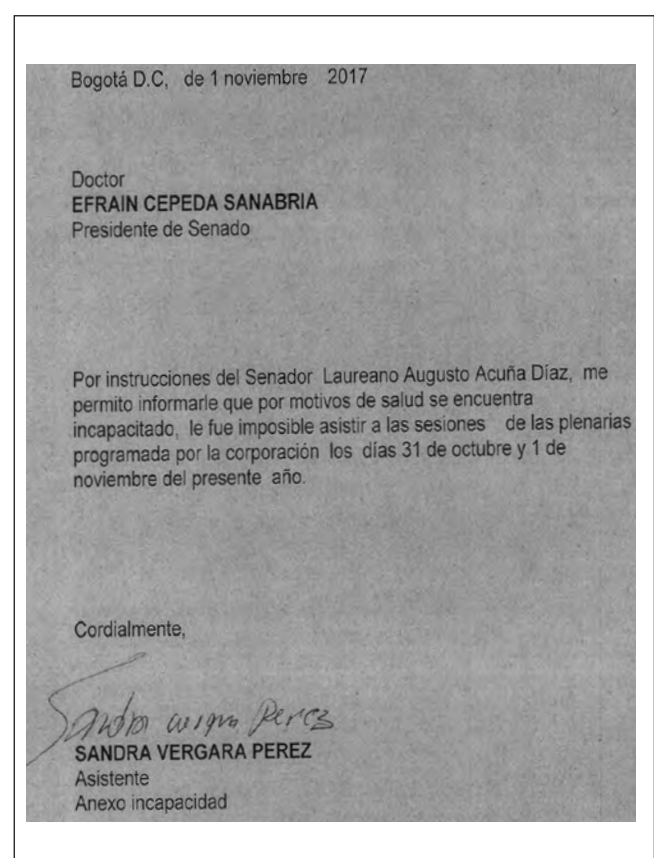 Bogotá D.C, de 1 noviembre 2017
Doctor
EFRAIN CEPEDA SANABRIA
Presidente de Senado
Por instrucciones del Senador Laureano Augusto Acuña Díaz, me
permito informarle que por motivos de salud se encuentra
incapacitado, le fue imposible asistir a las sesiones de las plenarias
programada por la corporación los días 31 de octubre y 1 de
noviembre del presente año.
Cordialmente,
Sandra vergara Perez
SANDRA VERGARA PEREZ
Asistente
Anexo incapacidad